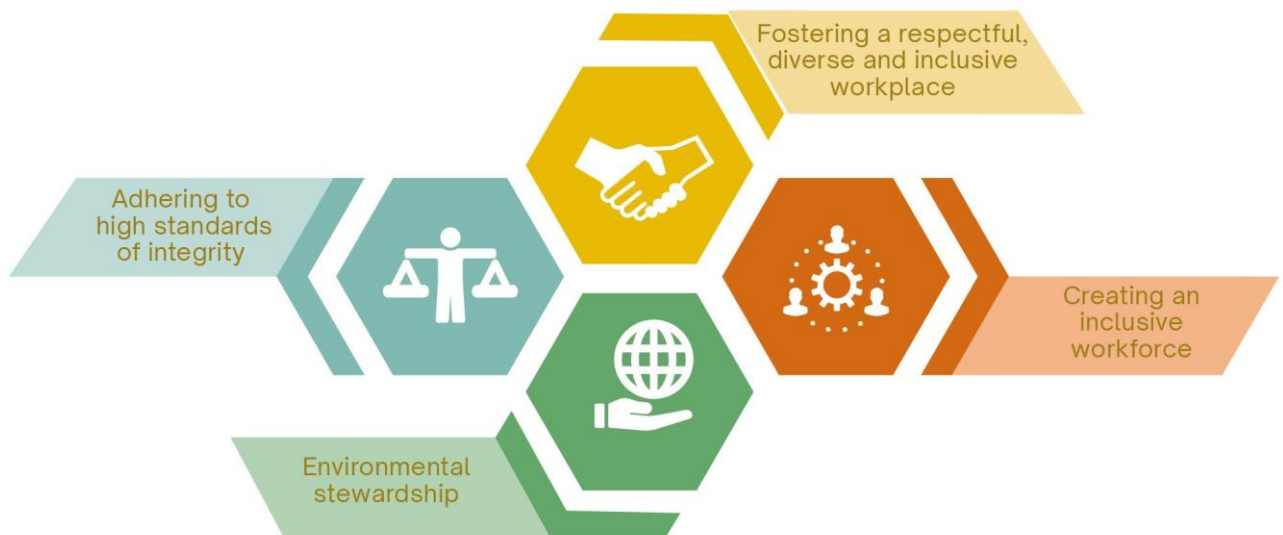 Fostering a respectful,
diverse and inclusive
workplace
Adhering to
high standards
of integrity
Creating an
inclusive
workforce
Environmental
stewardship